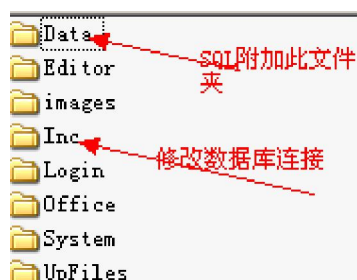 Data
SQL附加此文件
夹
Editor
images
Inc
修改数据库连接
Login
Office
System
UpFiles